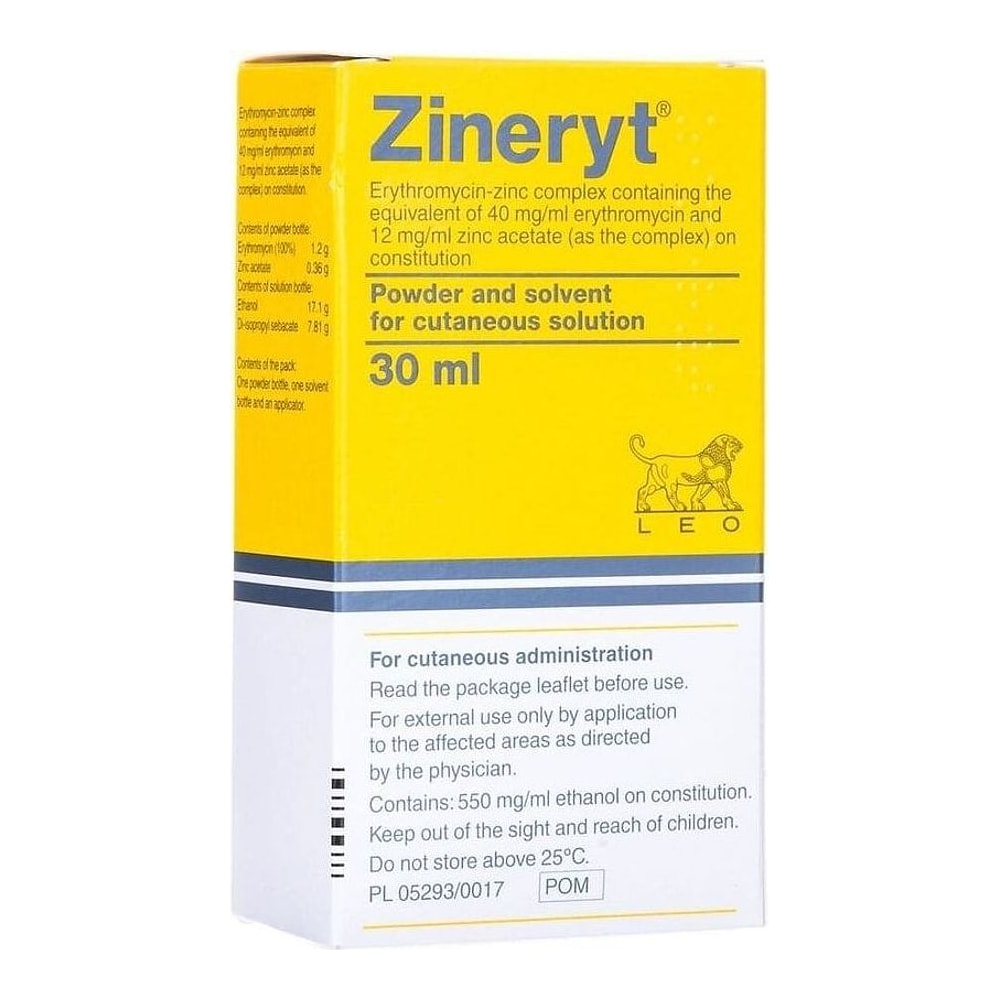 Erythromycin-zinc complex
containing the equivalent of
40 mg/ml erythromycin and
12 mg/ml zinc acetate (as the
complex) on constitution.
Contents of powder bottle:
Erythromycin (100%) 1.2 g
Zinc acetate 0.36 g
Contents of solution bottle:
Ethanol 17.1 g
Di-isopropyl sebacate 7.81 g
Contents of the pack:
One powder bottle, one solvent
bottle and an applicator.
Zineryt®
Erythromycin-zinc complex containing the
equivalent of 40 mg/ml erythromycin and
12 mg/ml zinc acetate (as the complex) on
constitution
Powder and solvent
for cutaneous solution
30 ml
LEO
For cutaneous administration
Read the package leaflet before use.
For external use only by application
to the affected areas as directed
by the physician.
Contains: 550 mg/ml ethanol on constitution.
Keep out of the sight and reach of children.
Do not store above 25°C.
PL 05293/0017 POM